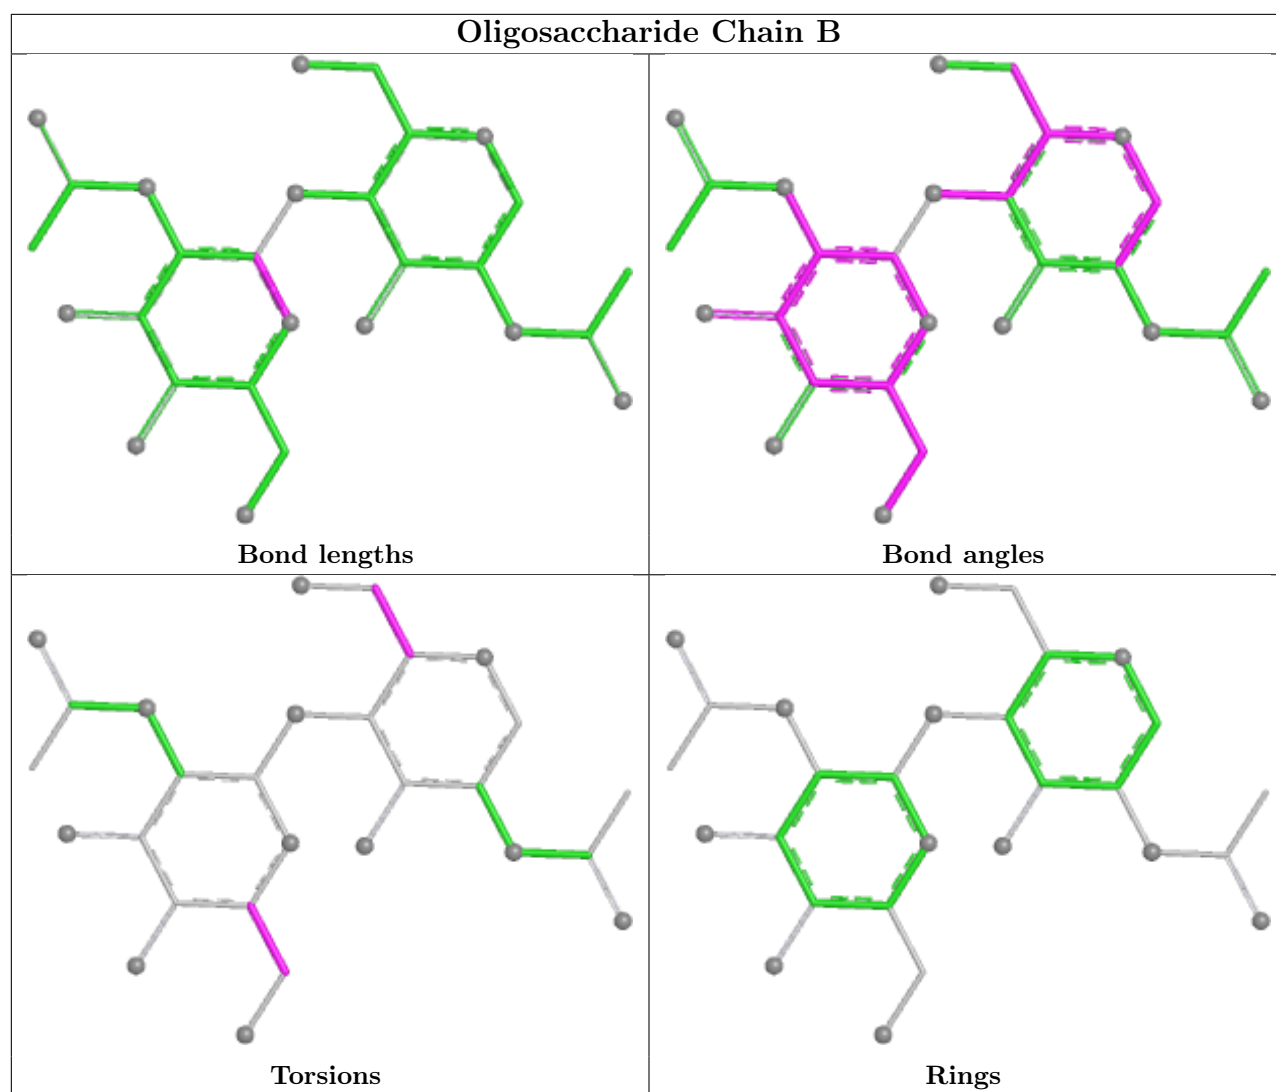 Oligosaccharide Chain B
Bond lengths
Bond angles
Torsions
Rings